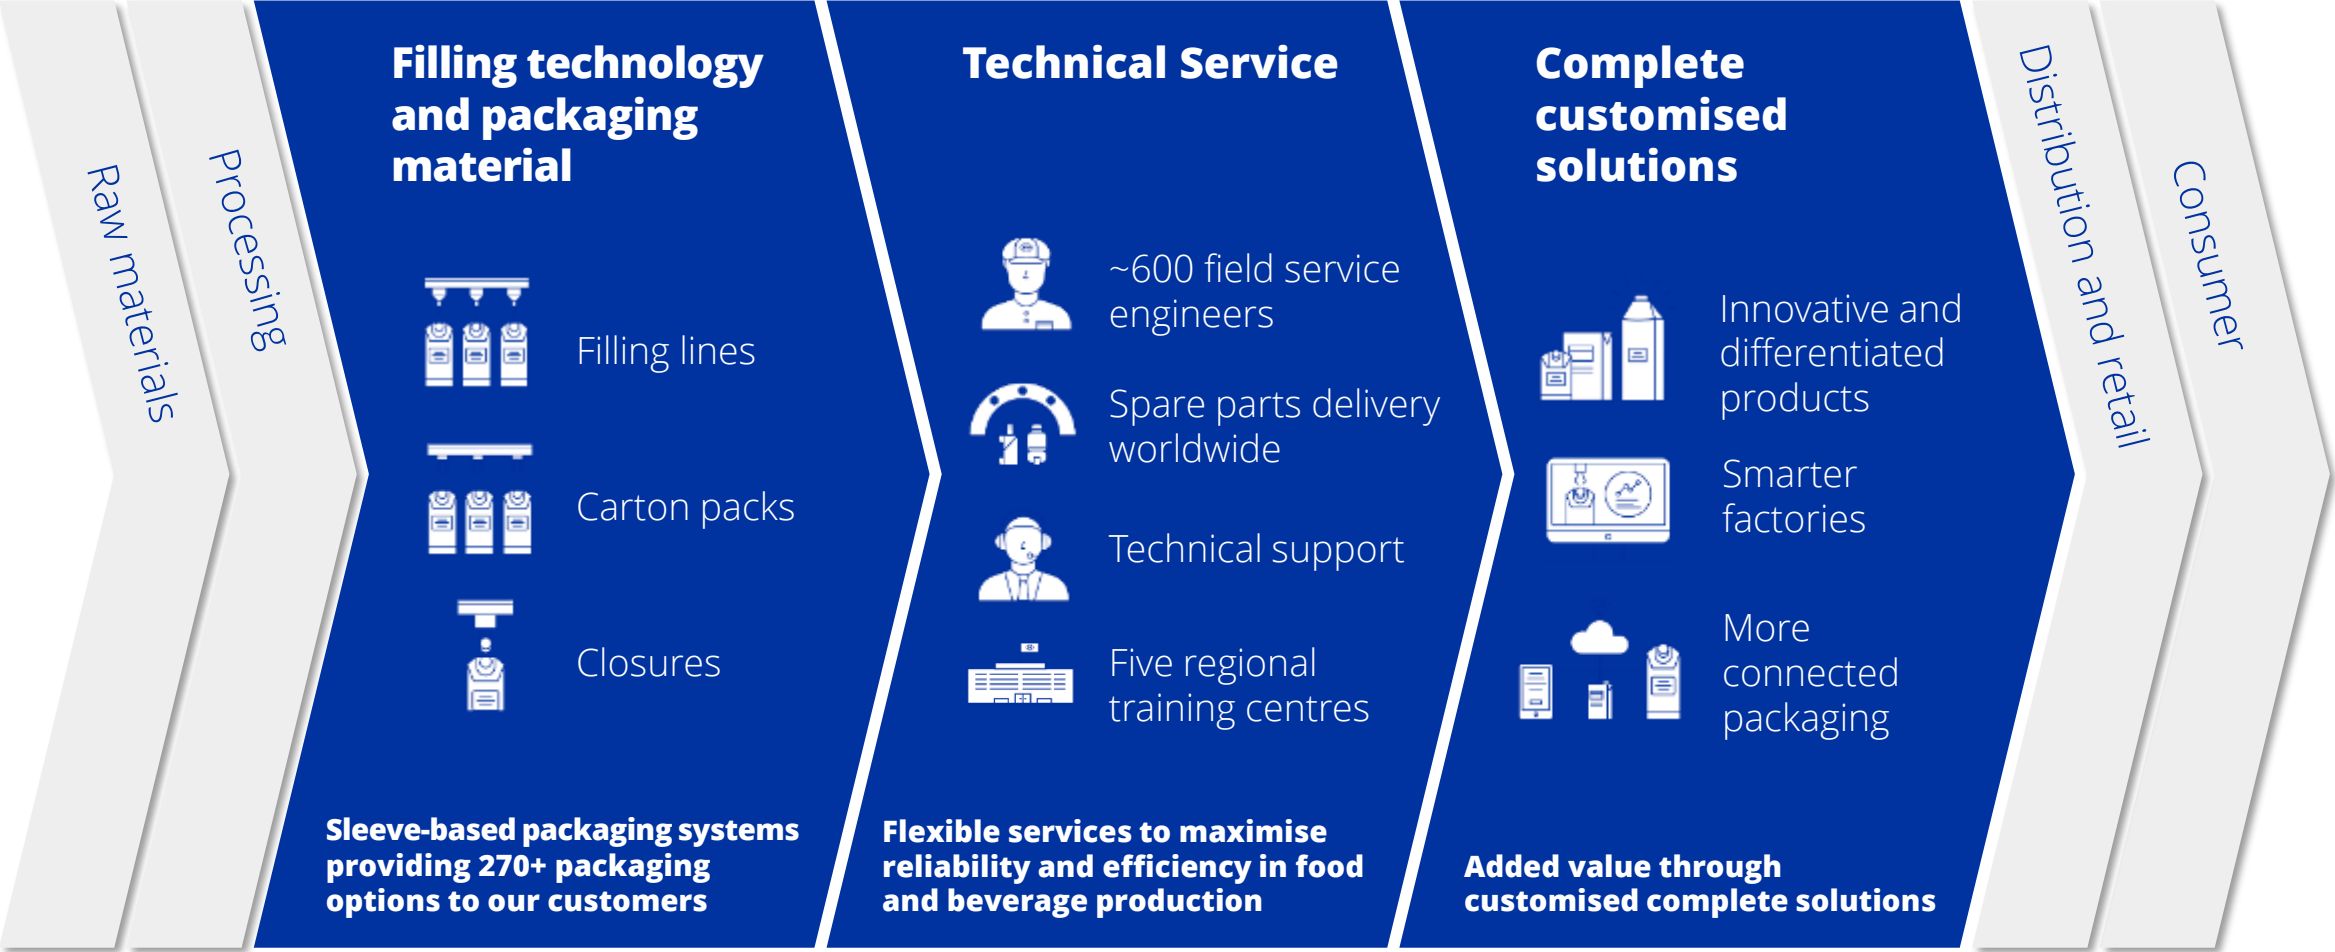 Raw materials
Processing
Filling technology
and packaging
material
Filling lines
Carton packs
Closures
Sleeve-based packaging systems
providing 270+ packaging
options to our customers
Technical Service
~600 field service
engineers
Spare parts delivery
worldwide
Technical support
Five regional
training centres
Flexible services to maximise
reliability and efficiency in food
and beverage production
Complete
customised
solutions
Innovative and
differentiated
products
Smarter
factories
More
connected
packaging
Added value through
customised complete solutions
Distribution and retail
Consumer